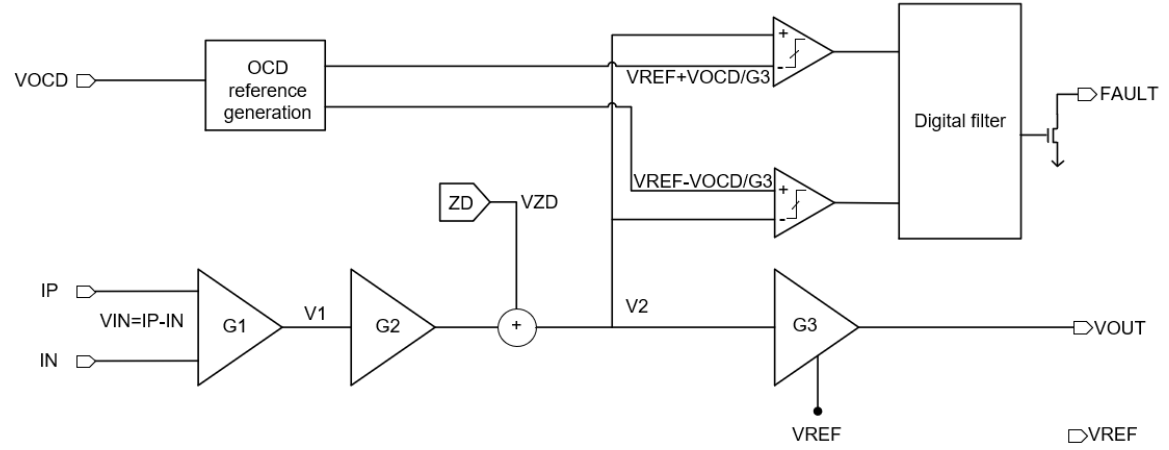 VOCD
OCD
reference
generation
+
-
VREF+VOCD/G3
VREF-VOCD/G3
+
-
Digital filter
FAULT
ZD
VZD
IP
VIN=IP-IN
IN
G1
V1
G2
+
V2
G3
VOUT
VREF
VREF